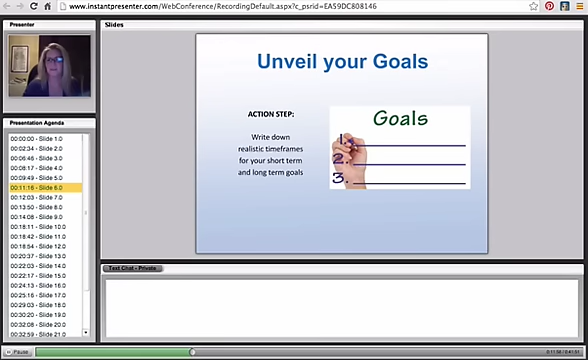 www.instantpresenter.com/WebConference/RecordingDefault.aspx?c_psrid=EA59DC808146
Presenter
Slides
Presentation Agenda
00:00:00 - Slide 1.0
00:02:34 - Slide 2.0
00:06:46 - Slide 3.0
00:08:17 - Slide 4.0
00:09:49 - Slide 5.0
00:11:16 - Slide 6.0
00:12:03 - Slide 7.0
00:13:50 - Slide 8.0
00:14:08 - Slide 9.0
00:18:11 - Slide 10.0
00:18:42 - Slide 11.0
00:18:54 - Slide 12.0
00:20:37 - Slide 13.0
00:22:03 - Slide 14.0
00:22:17 - Slide 15.0
00:24:13 - Slide 16.0
00:25:16 - Slide 17.0
00:29:03 - Slide 18.0
00:30:20 - Slide 19.0
00:32:08 - Slide 20.0
00:32:59 - Slide 21.0
Unveil your Goals
ACTION STEP:
Write down
realistic timeframes
for your short term
and long term goals
Goals
1.
2.
3.
Text Chat - Private
Pause